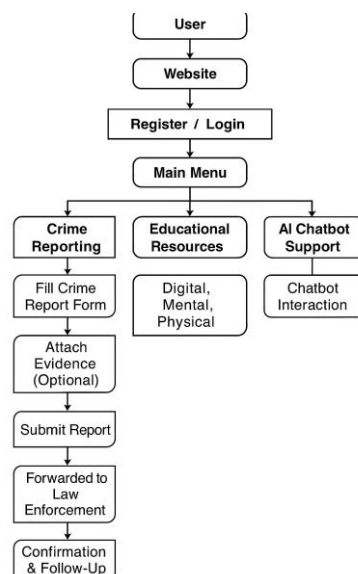 User
Website
Register / Login
Main Menu
Crime
Reporting
Educational
Resources
AI Chatbot
Support
Fill Crime
Report Form
Digital,
Mental,
Physical
Chatbot
Interaction
Attach
Evidence
(Optional)
Submit Report
Forwarded to
Law
Enforcement
Confirmation
& Follow-Up